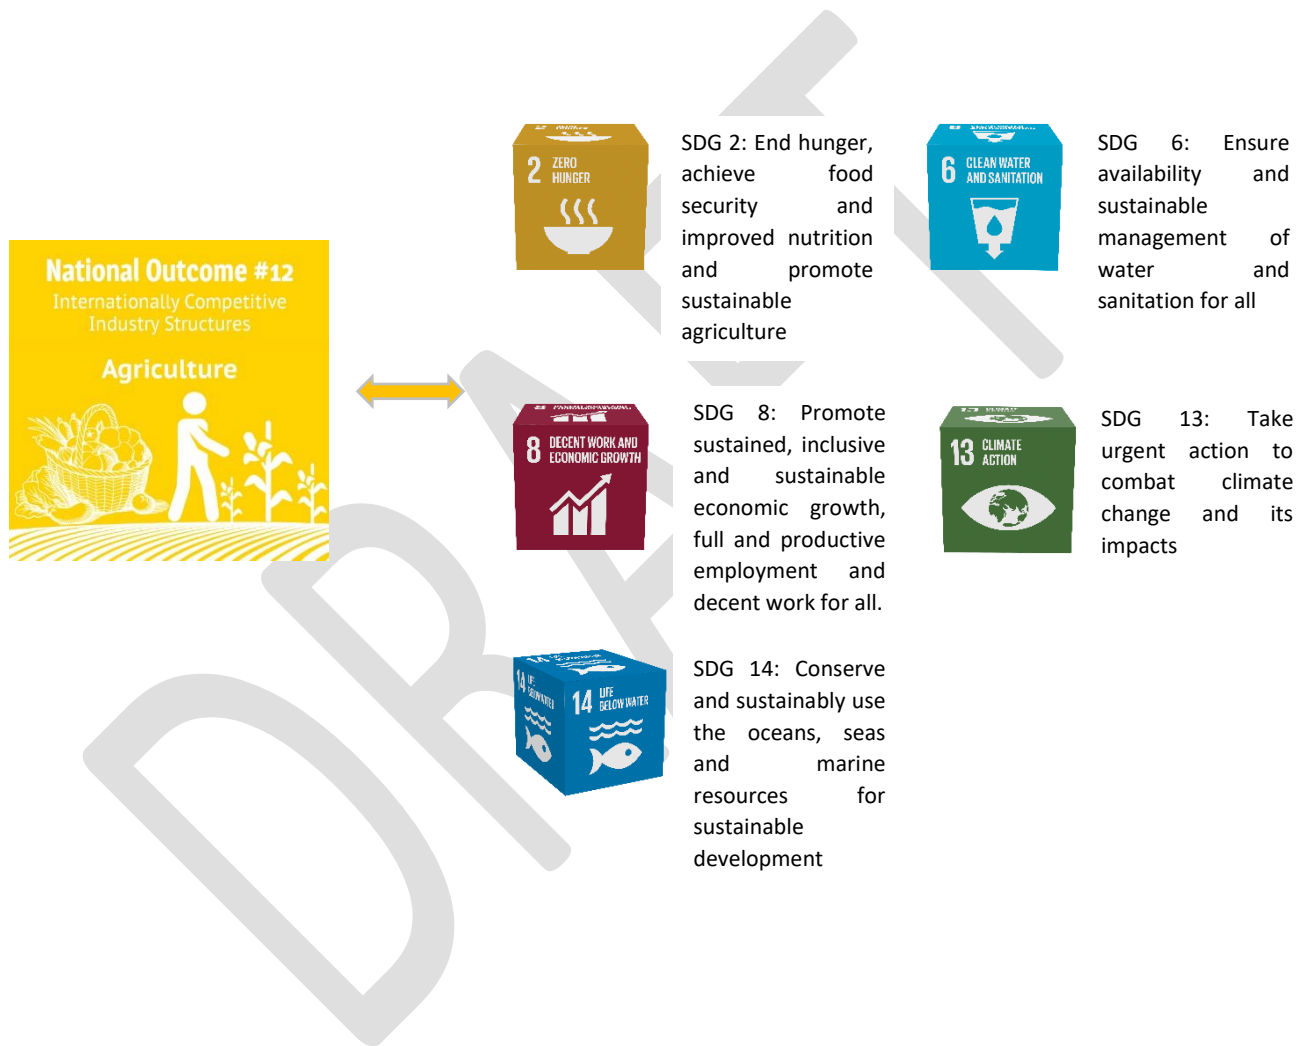 National Outcome #12
Internationally Competitive
Industry Structures
Agriculture
2 ZERO
HUNGER
SDG 2: End hunger,
achieve food
security and
improved nutrition
and promote
sustainable
agriculture
6 CLEAN WATER
AND SANITATION
SDG 6: Ensure
availability and
sustainable
management of
water and
sanitation for all
8 DECENT WORK AND
ECONOMIC GROWTH
SDG 8: Promote
sustained, inclusive
and sustainable
economic growth,
full and productive
employment and
decent work for all.
13 CLIMATE
ACTION
SDG 13: Take
urgent action to
combat climate
change and its
impacts
14 LIFE
BELOW WATER
14 LIFE
BELOW WATER
SDG 14: Conserve
and sustainably use
the oceans, seas
and marine
resources for
sustainable
development
DRAFT